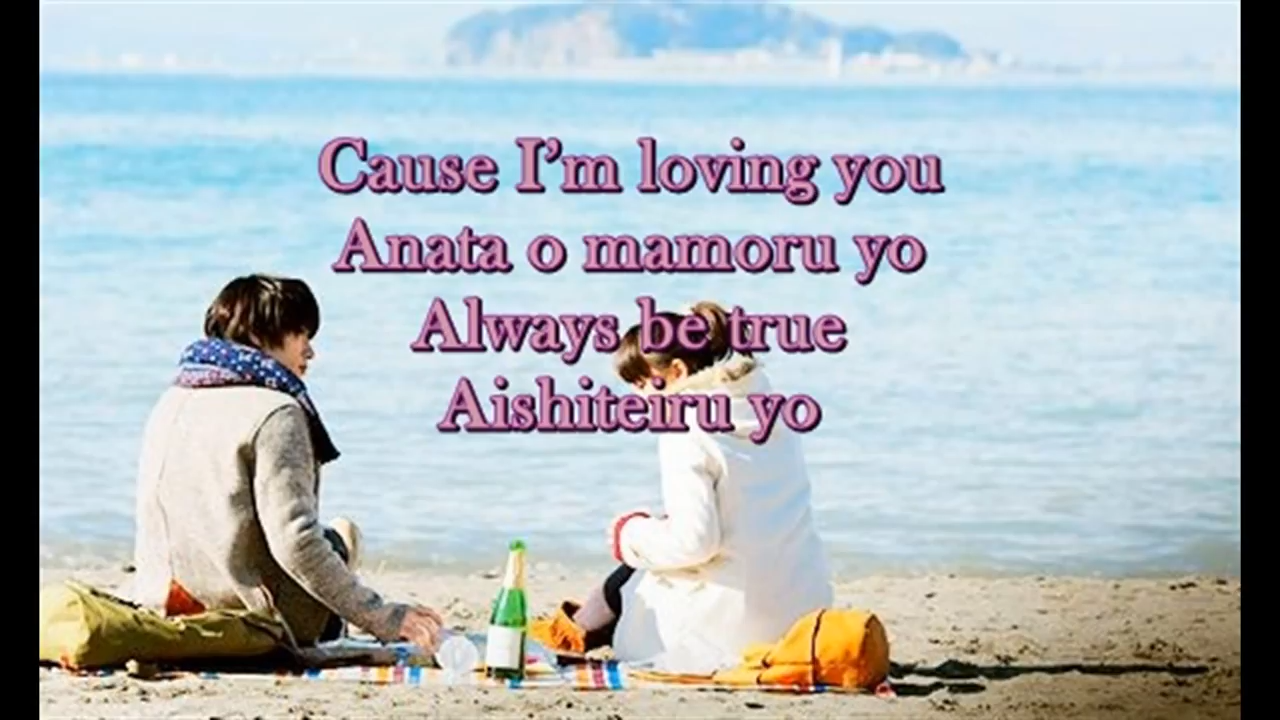 Cause I’m loving you
Anata o mamoru yo
Always be true
Aishiteiru yo